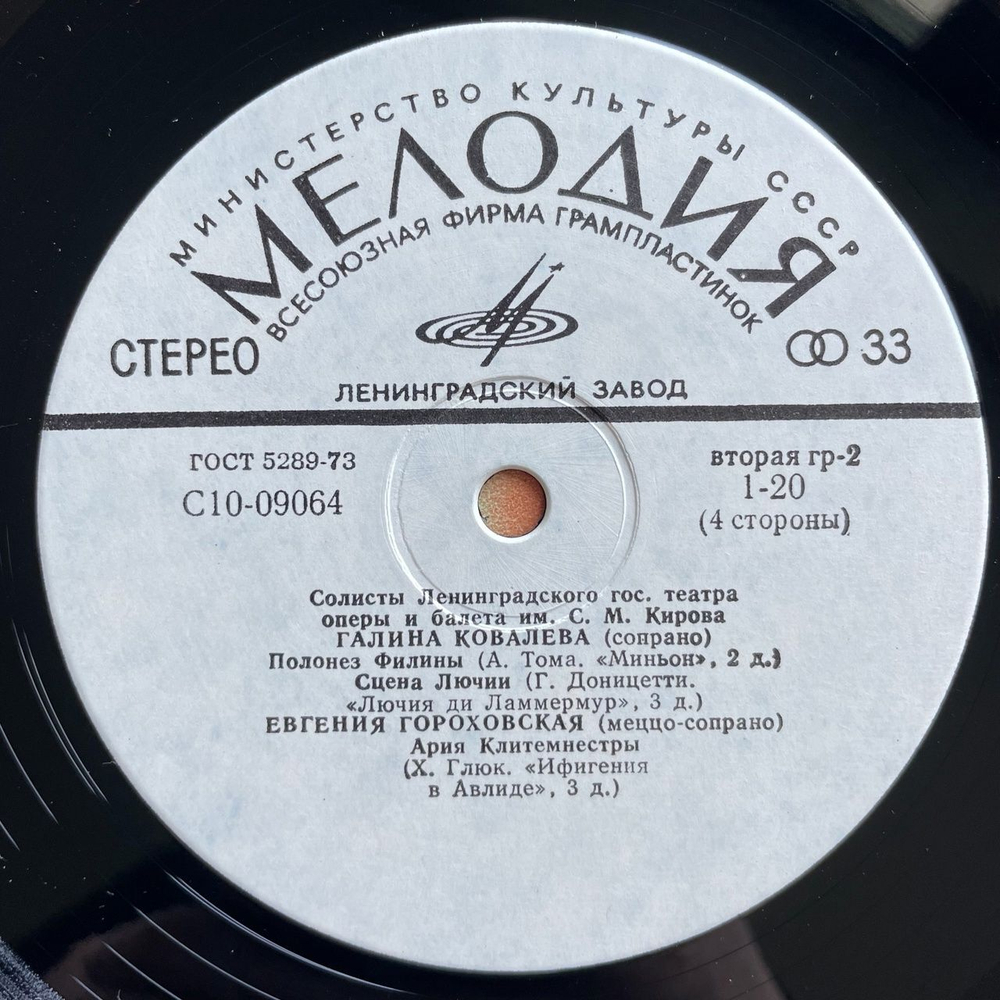 МИНИСТЕРСТВО КУЛЬТУРЫ СССР
МЕЛОДИЯ
ВСЕСОЮЗНАЯ ФИРМА ГРАМПЛАСТИНОК
СТЕРЕО
33
ЛЕНИНГРАДСКИЙ ЗАВОД
ГОСТ 5289-73
С10-09064
вторая гр-2
1-20
(4 стороны)
Солисты Ленинградского гос. театра
оперы и балета им. С. М. Кирова
ГАЛИНА КОВАЛЕВА (сопрано)
Полонез Филины (А. Тома. «Миньон», 2 д.)
Сцена Лючии (Г. Доницетти.
«Лючия ди Ламмермур», 3 д.)
ЕВГЕНИЯ ГОРОХОВСКАЯ (меццо-сопрано)
Ария Клитемнестры
(Х. Глюк. «Ифигения
в Авлиде», 3 д.)